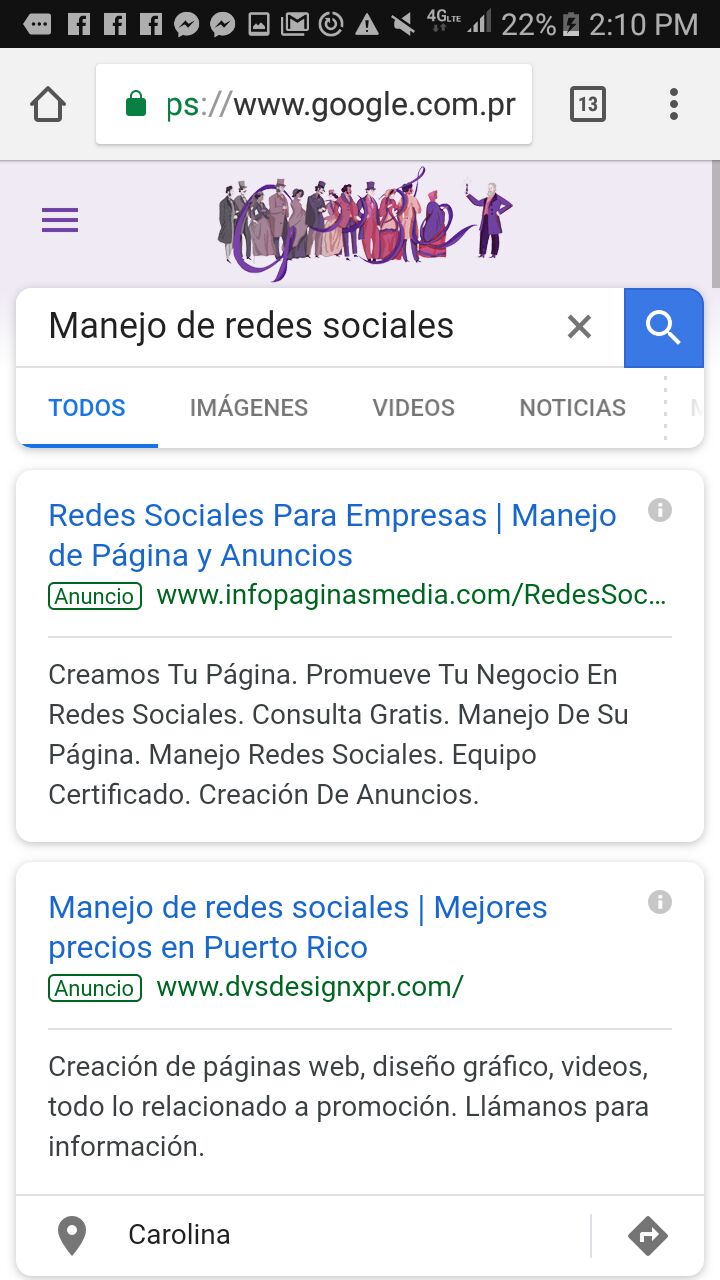 4G LTE 22% 2:10 PM
ps://www.google.com.pr 13
Google
Manejo de redes sociales
TODOS IMÁGENES VIDEOS NOTICIAS M
Redes Sociales Para Empresas | Manejo
de Página y Anuncios
Anuncio www.infopaginasmedia.com/RedesSoc...
Creamos Tu Página. Promueve Tu Negocio En
Redes Sociales. Consulta Gratis. Manejo De Su
Página. Manejo Redes Sociales. Equipo
Certificado. Creación De Anuncios.
Manejo de redes sociales | Mejores
precios en Puerto Rico
Anuncio www.dvsdesignxpr.com/
Creación de páginas web, diseño gráfico, videos,
todo lo relacionado a promoción. Llámanos para
información.
Carolina